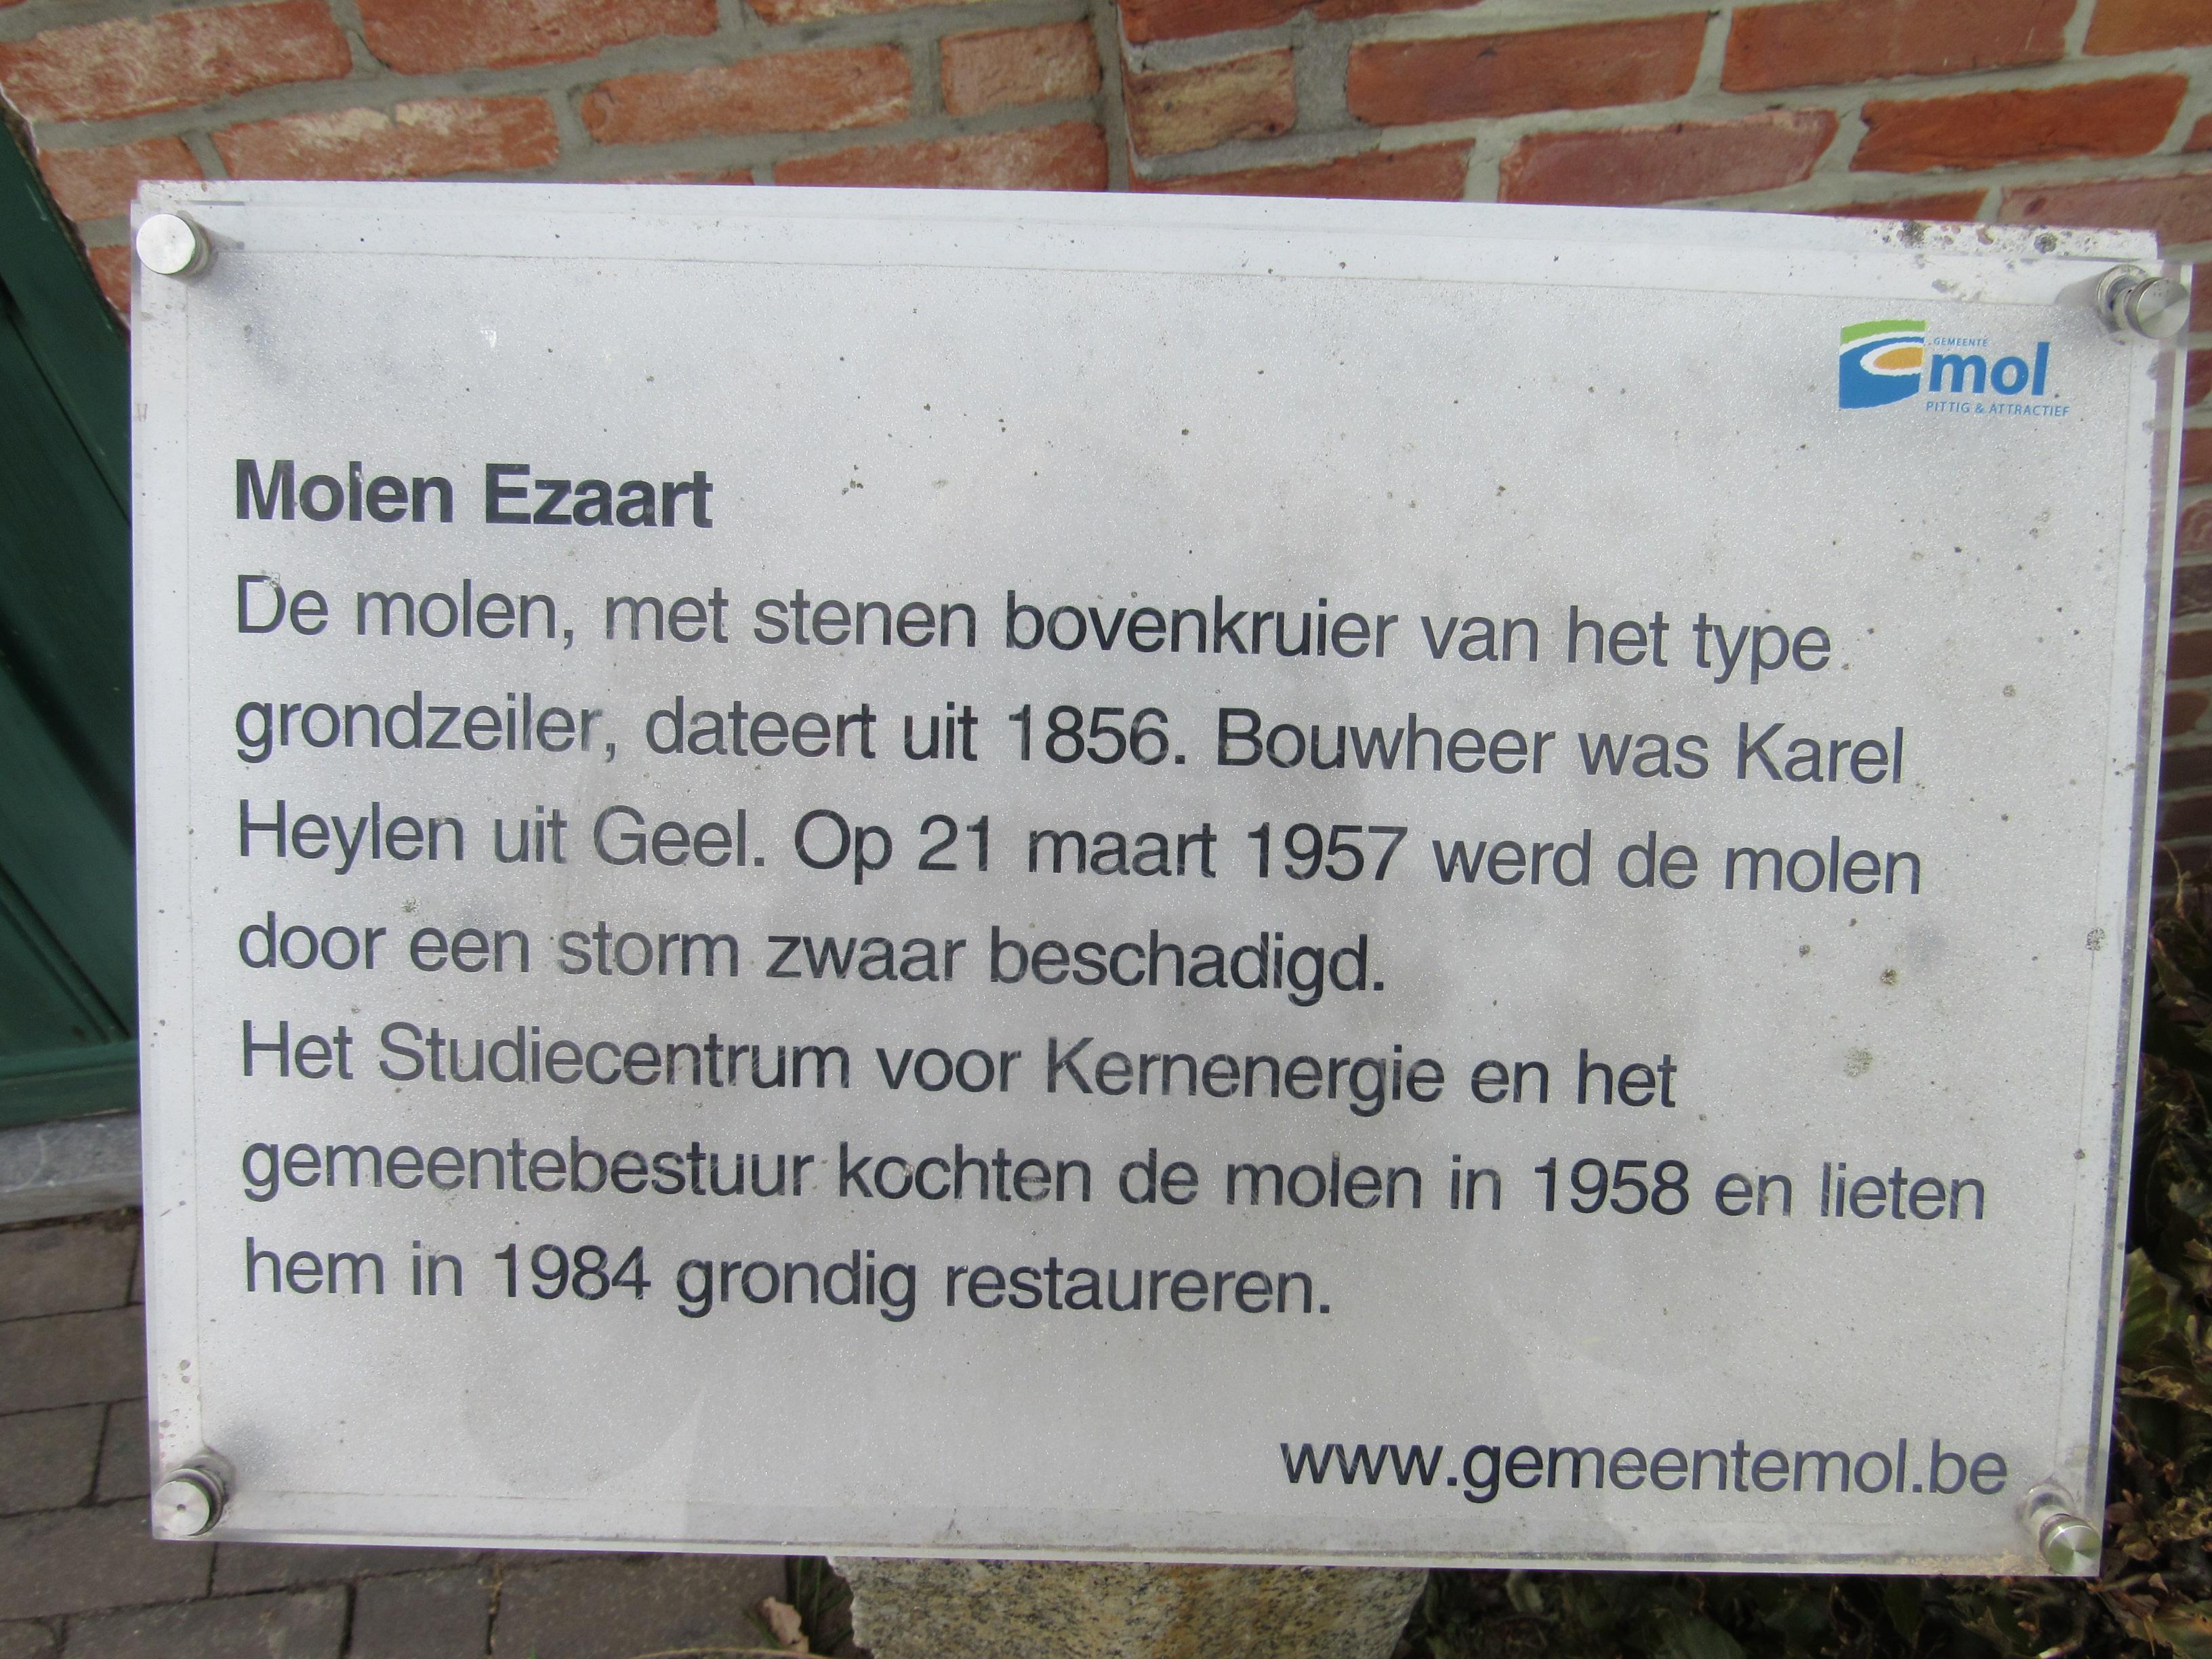 GEMEENTE
mol
PITTIG & ATTRACTIEF
Molen Ezaart
De molen, met stenen bovenkruier van het type
grondzeiler, dateert uit 1856. Bouwheer was Karel
Heylen uit Geel. Op 21 maart 1957 werd de molen
door een storm zwaar beschadigd.
Het Studiecentrum voor Kernenergie en het
gemeentebestuur kochten de molen in 1958 en lieten
hem in 1984 grondig restaureren.
www.gemeentemol.be